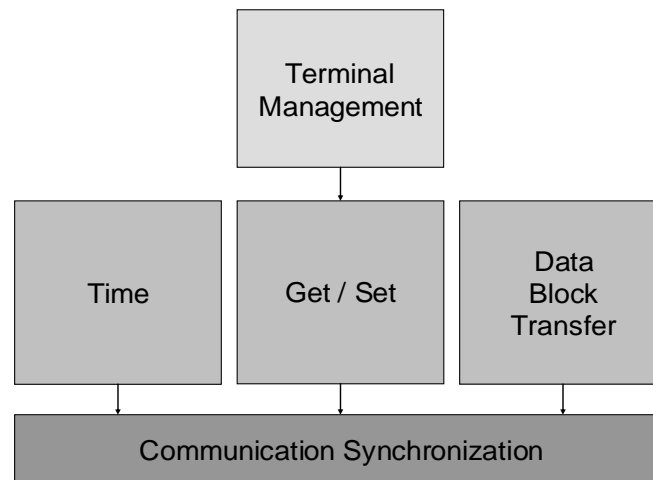 Terminal
Management
Time
Get / Set
Data
Block
Transfer
Communication Synchronization